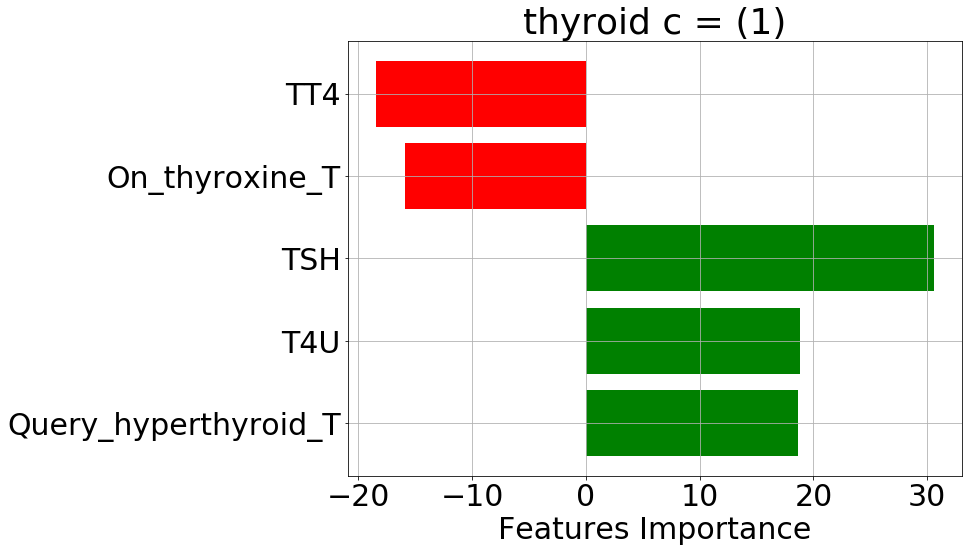 thyroid c = (1)
TT4
On_thyroxine_T
TSH
T4U
Query_hyperthyroid_T
−20 −10 0 10 20 30
Features Importance